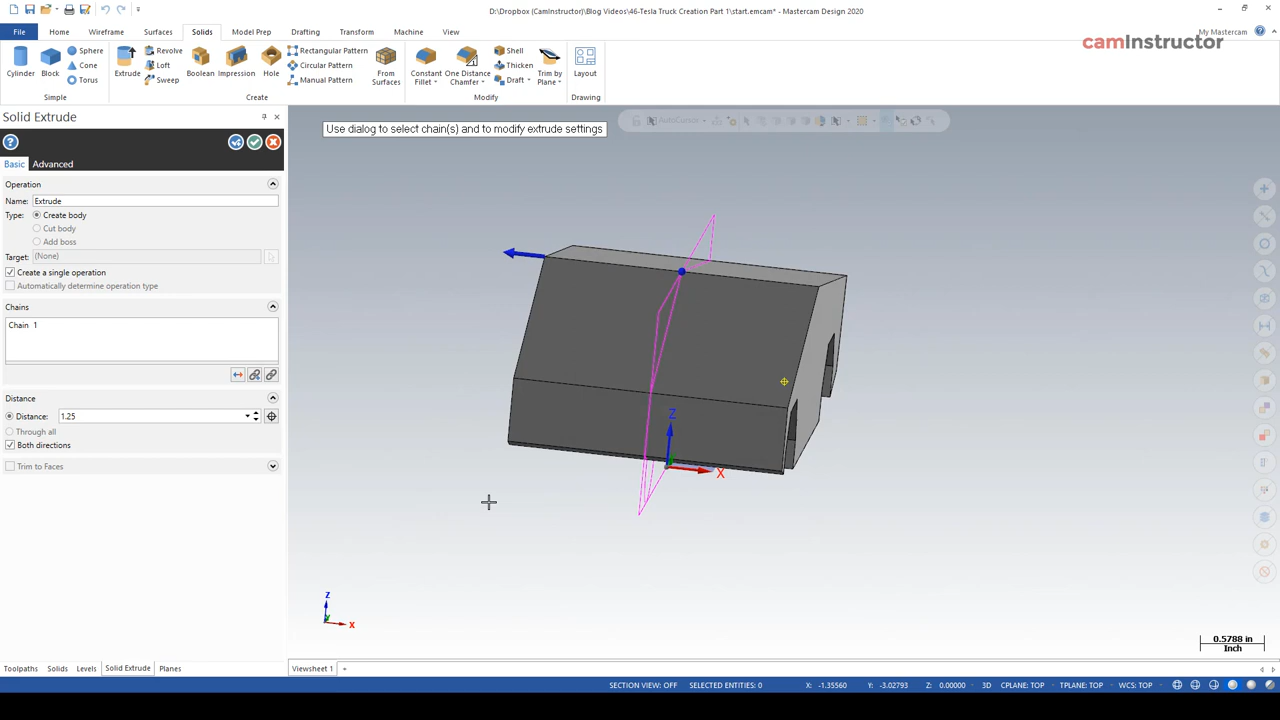 D:\Dropbox (CamInstructor)\Blog Videos\46-Tesla Truck Creation Part 1\start.emcam* - Mastercam Design 2020
File Home Wireframe Surfaces Solids Model Prep Drafting Transform Machine View My Mastercam
camInstructor
Cylinder Block Sphere Cone Torus
Simple
Extrude Revolve Loft Sweep Boolean Impression Hole Rectangular Pattern Circular Pattern Manual Pattern From Surfaces
Create
Constant Fillet One Distance Chamfer Shell Thicken Draft Trim by Plane
Modify
Layout
Drawing
Solid Extrude
Use dialog to select chain(s) and to modify extrude settings
AutoCursor
Basic Advanced
Operation
Name: Extrude
Type: Create body
Cut body
Add boss
Target: (None)
Create a single operation
Automatically determine operation type
Chains
Chain 1
Distance
Distance: 1.25
Through all
Both directions
Trim to Faces
Z
X
Z
Y
X
0.5788 in
Inch
Toolpaths Solids Levels Solid Extrude Planes Viewsheet 1 +
SECTION VIEW: OFF SELECTED ENTITIES: 0 X: -1.35560 Y: -3.02793 Z: 0.00000 3D CPLANE: TOP TPLANE: TOP WCS: TOP